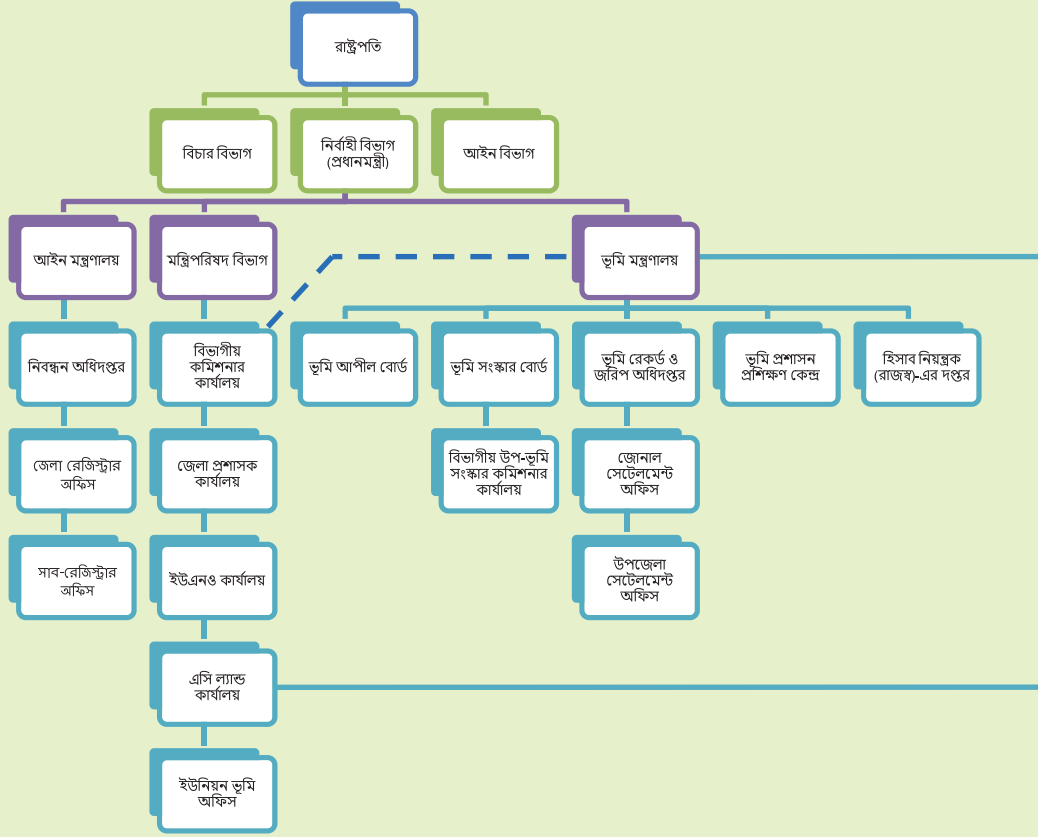 রাষ্ট্রপতি
বিচার বিভাগ
নির্বাহী বিভাগ
(প্রধানমন্ত্রী)
আইন বিভাগ
আইন মন্ত্রণালয়
মন্ত্রিপরিষদ বিভাগ
ভূমি মন্ত্রণালয়
নিবন্ধন অধিদপ্তর
বিভাগীয়
কমিশনার
কার্যালয়
ভূমি আপীল বোর্ড
ভূমি সংস্কার বোর্ড
ভূমি রেকর্ড ও
জরিপ অধিদপ্তর
ভূমি প্রশাসন
প্রশিক্ষণ কেন্দ্র
হিসাব নিয়ন্ত্রক
(রাজস্ব)-এর দপ্তর
জেলা রেজিস্ট্রার
অফিস
জেলা প্রশাসক
কার্যালয়
বিভাগীয় উপ-ভূমি
সংস্কার কমিশনার
কার্যালয়
জোনাল
সেটেলমেন্ট
অফিস
সাব-রেজিস্ট্রার
অফিস
ইউএনও কার্যালয়
উপজেলা
সেটেলমেন্ট
অফিস
এসি ল্যান্ড
কার্যালয়
ইউনিয়ন ভূমি
অফিস